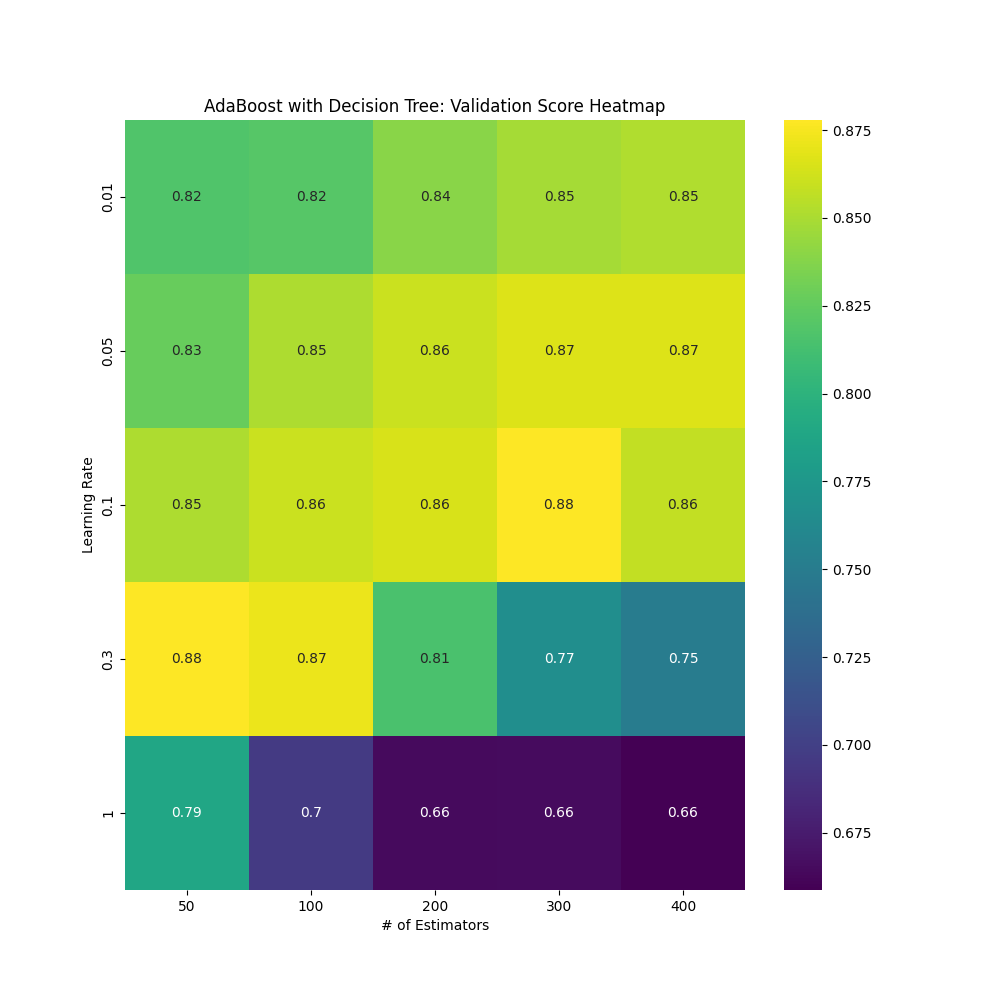 AdaBoost with Decision Tree: Validation Score Heatmap
0.01 0.82 0.82 0.84 0.85 0.85
0.05 0.83 0.85 0.86 0.87 0.87
0.1 0.85 0.86 0.86 0.88 0.86
0.3 0.88 0.87 0.81 0.77 0.75
1 0.79 0.7 0.66 0.66 0.66
50 100 200 300 400
# of Estimators
Learning Rate
0.875
0.850
0.825
0.800
0.775
0.750
0.725
0.700
0.675